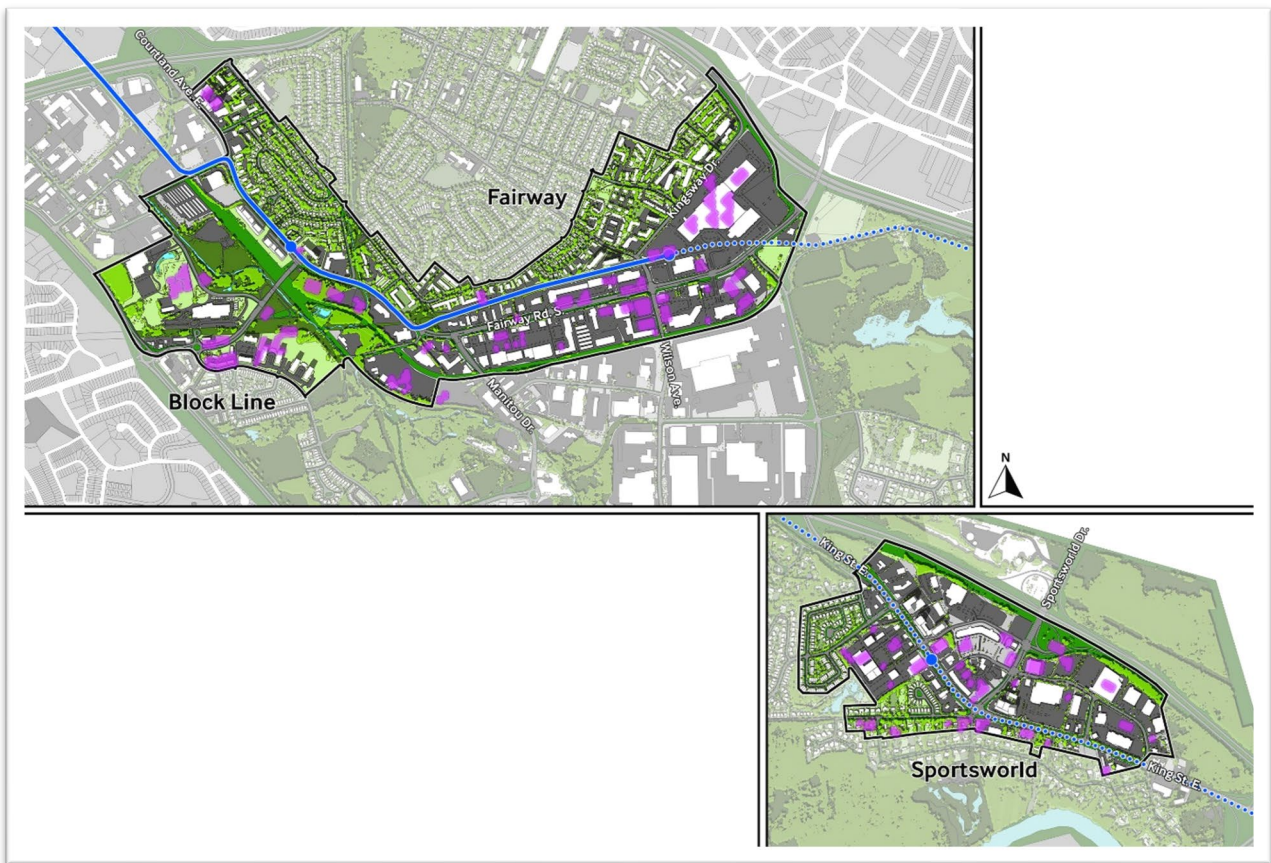 Courtland Ave. E.
Fairway
Kingsway Dr.
Fairway Rd. S.
Wilson Ave.
Block Line
Manitou Dr.
N
King St. E.
Sportsworld Dr.
Sportsworld
King St. E.